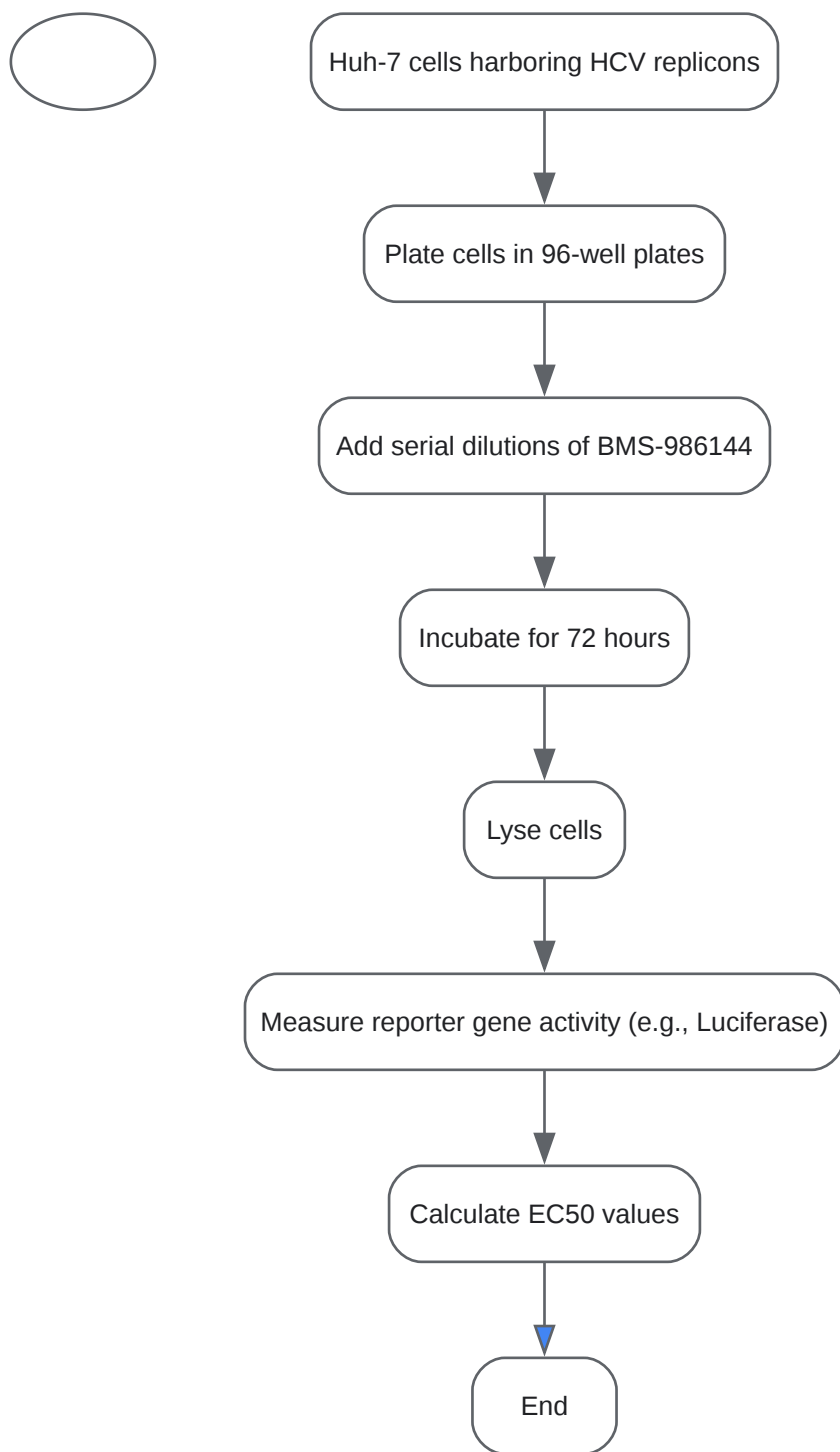 Huh-7 cells harboring HCV replicons
Plate cells in 96-well plates
Add serial dilutions of BMS-986144
Incubate for 72 hours
Lyse cells
Measure reporter gene activity (e.g., Luciferase)
Calculate EC50 values
End